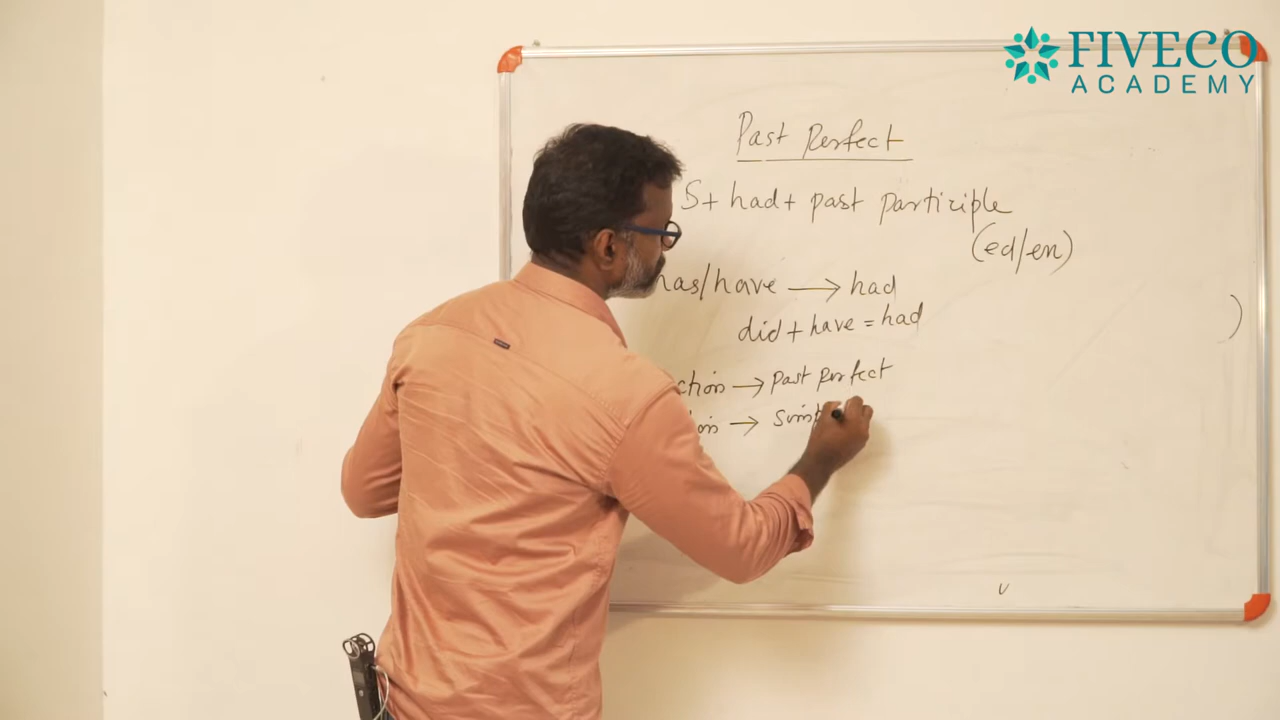 FIVECO
ACADEMY
Past Perfect
S+ had+ past participle
(ed/en)
has/have → had
did + have = had
→ past perfect
→
)